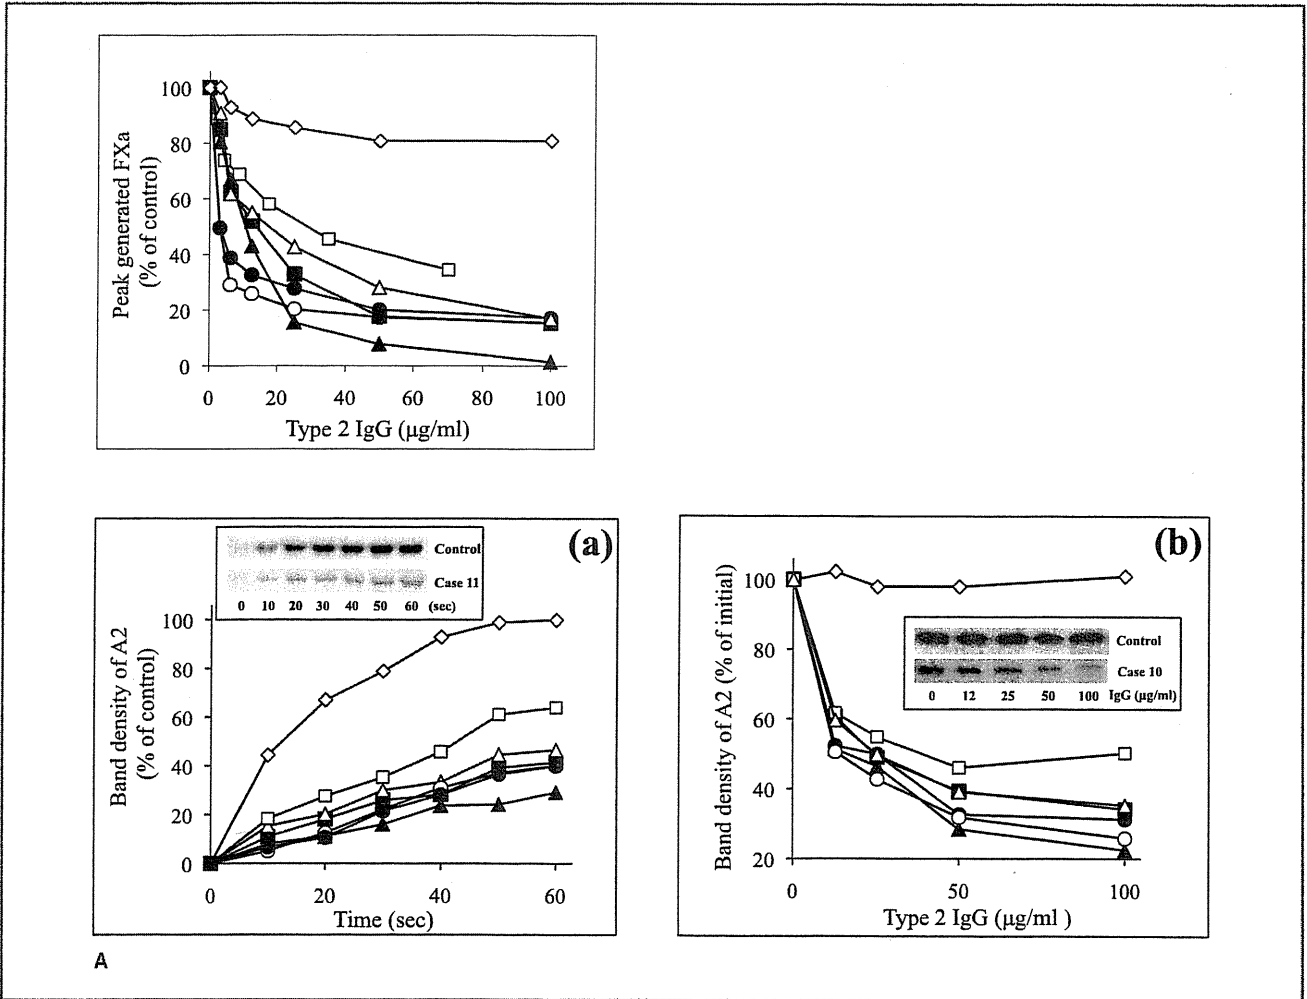 Peak generated FXa
(% of control)
100
80
60
40
20
0
0 20 40 60 80 100
Type 2 IgG (μg/ml)
(a)
Control
Case 11
0 10 20 30 40 50 60 (sec)
Band density of A2
(% of control)
100
80
60
40
20
0
0 20 40 60
Time (sec)
(b)
Band density of A2 (% of initial)
100
80
60
40
20
Control
Case 10
0 12 25 50 100 IgG (μg/ml)
0 50 100
Type 2 IgG (μg/ml )
A